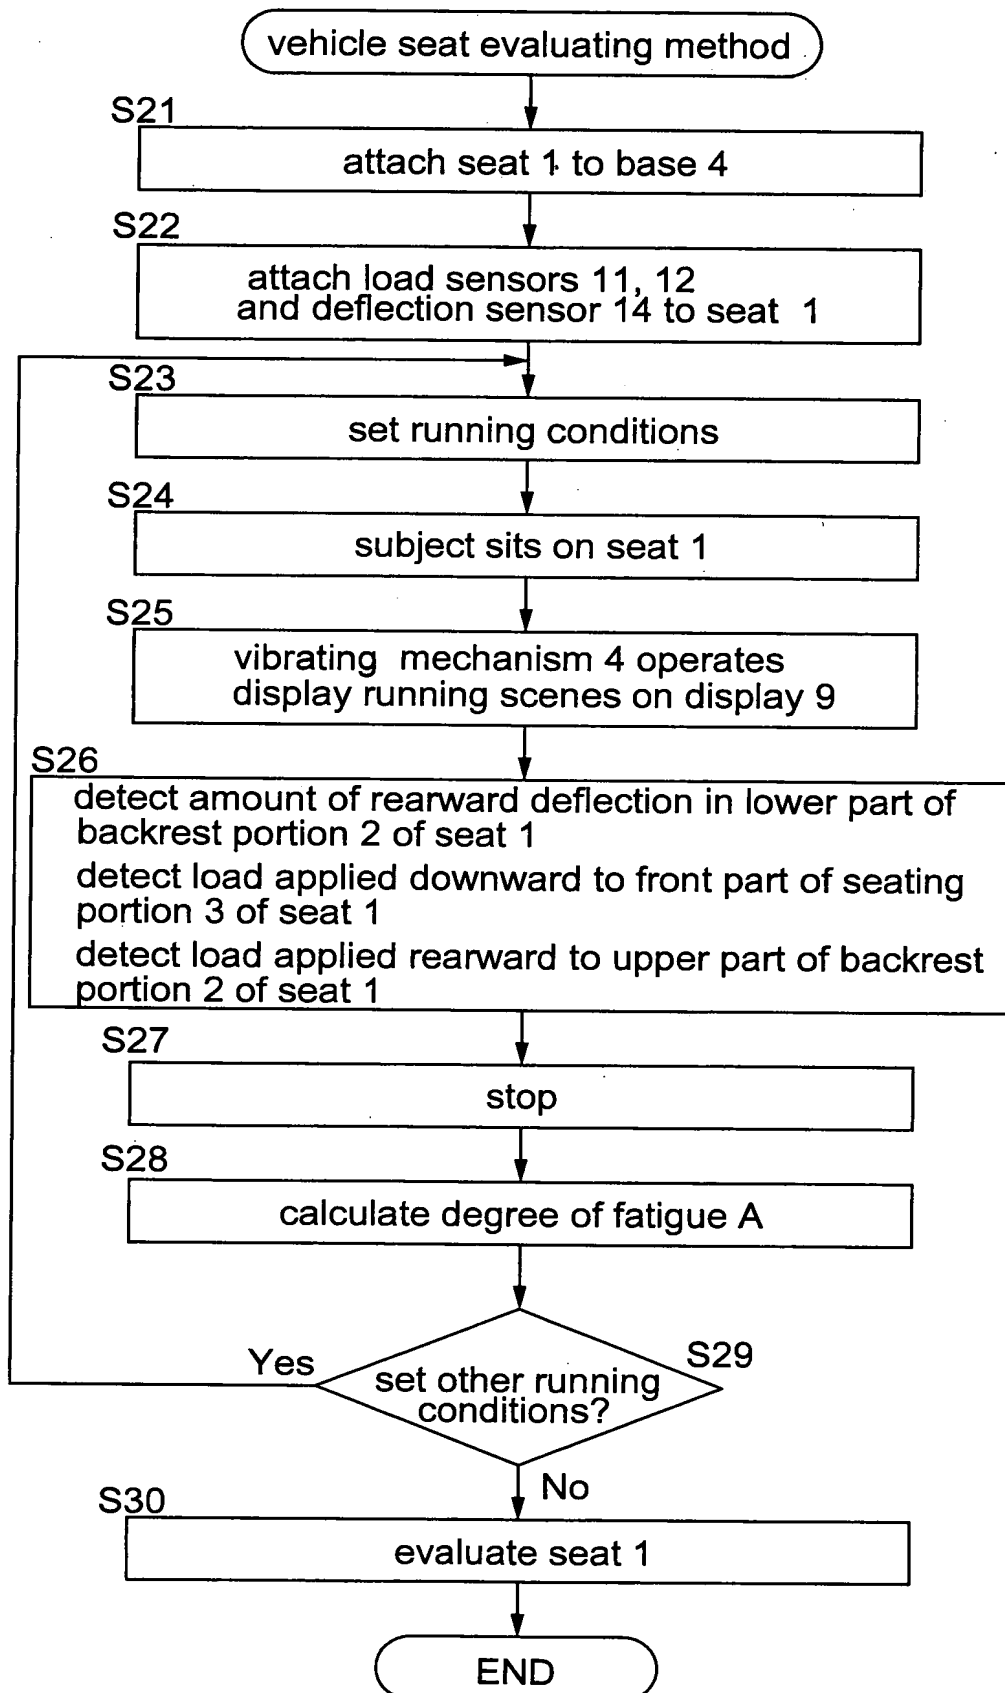 vehicle seat evaluating method
S21
attach seat 1 to base 4
S22
attach load sensors 11, 12
and deflection sensor 14 to seat 1
S23
set running conditions
S24
subject sits on seat 1
S25
vibrating mechanism 4 operates
display running scenes on display 9
S26
detect amount of rearward deflection in lower part of
backrest portion 2 of seat 1
detect load applied downward to front part of seating
portion 3 of seat 1
detect load applied rearward to upper part of backrest
portion 2 of seat 1
S27
stop
S28
calculate degree of fatigue A
Yes
S29
set other running
conditions?
No
S30
evaluate seat 1
END